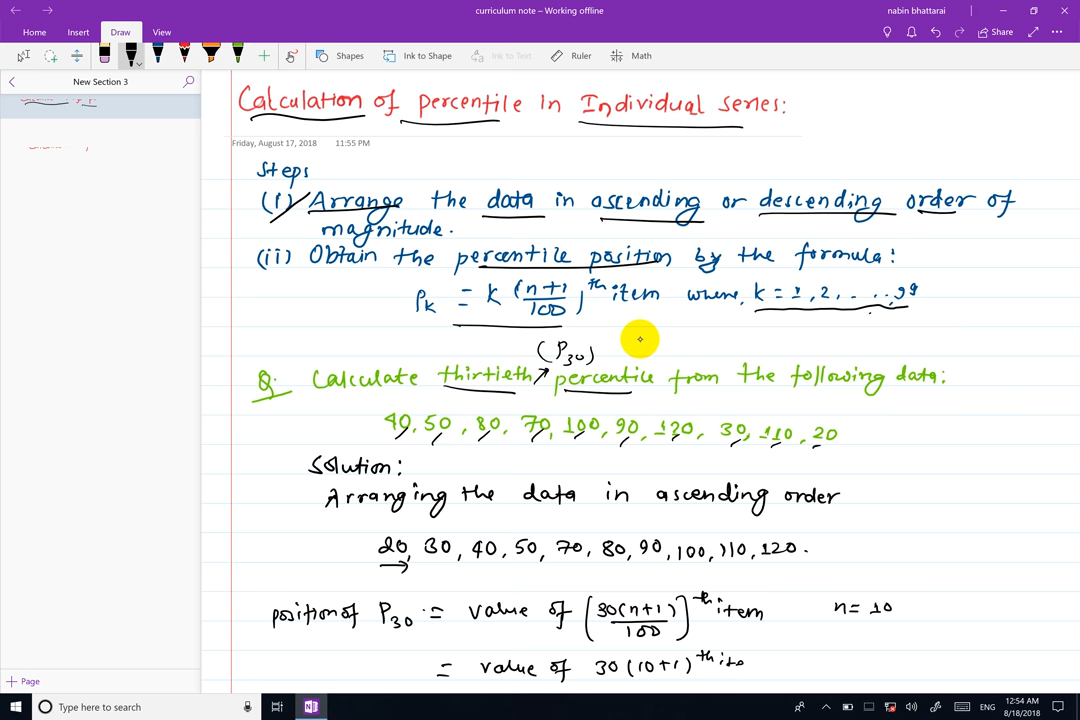 curriculum note – Working offline
nabin bhattarai
Home Insert Draw View
Share
Shapes Ink to Shape Ink to Text Ruler Math
New Section 3
Calculation of percentile in Individual series:
Friday, August 17, 2018 11:55 PM
Steps
(i) Arrange the data in ascending or descending order of
magnitude.
(ii) Obtain the percentile position by the formula:
Pk = k (n+1/100)th item where, k = 1, 2, ....,99
(P30)
Q. Calculate thirtieth percentile from the following data:
40, 50, 80, 70, 100, 90, 120, 30, 110, 20
Solution:
Arranging the data in ascending order
20, 30, 40, 50, 70, 80, 90, 100, 110, 120.
position of P30 = value of [30(n+1)/100]th item n = 10
= value of 30(10+1)th ite
+ Page
Type here to search
ENG
12:54 AM
8/18/2018